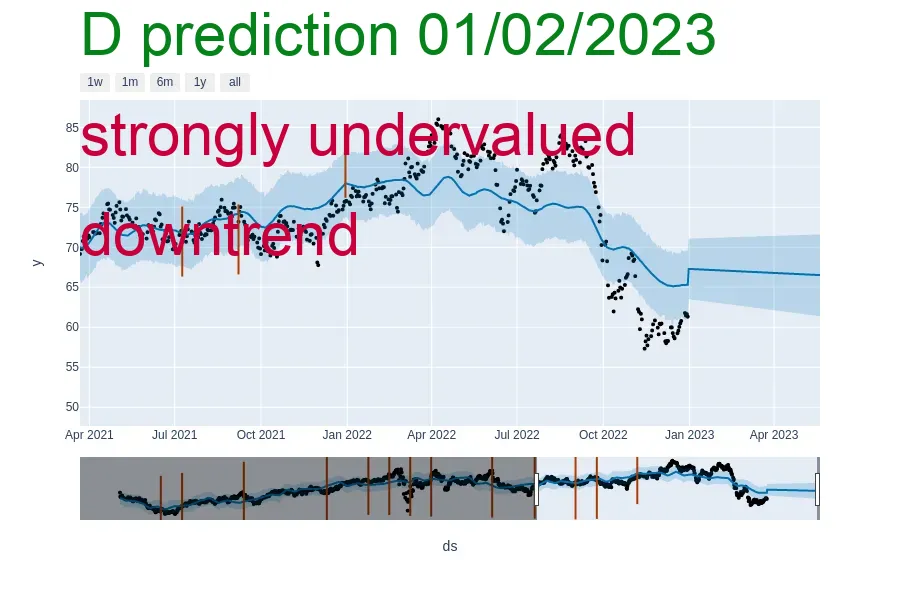 D prediction 01/02/2023
1w 1m 6m 1y all
strongly undervalued
downtrend
85
80
75
70
65
60
55
50
y
Apr 2021 Jul 2021 Oct 2021 Jan 2022 Apr 2022 Jul 2022 Oct 2022 Jan 2023 Apr 2023
ds